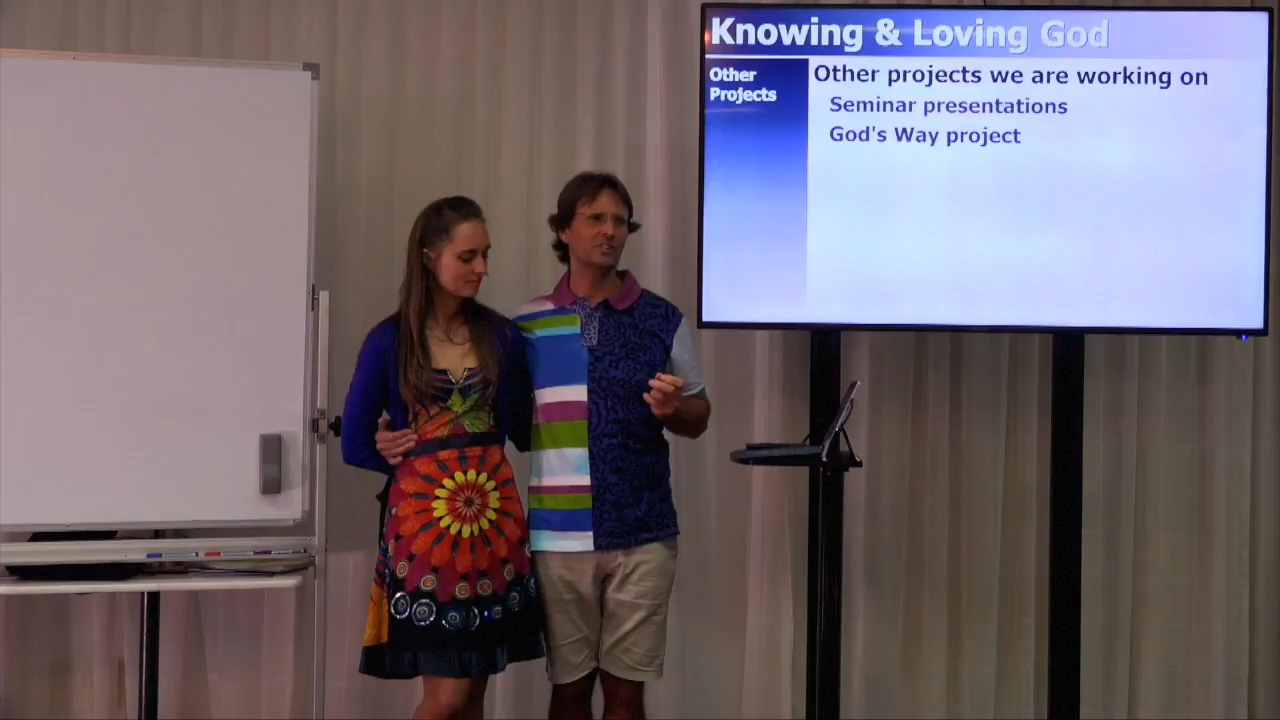 Knowing & Loving God
Other
Projects
Other projects we are working on
Seminar presentations
God's Way project